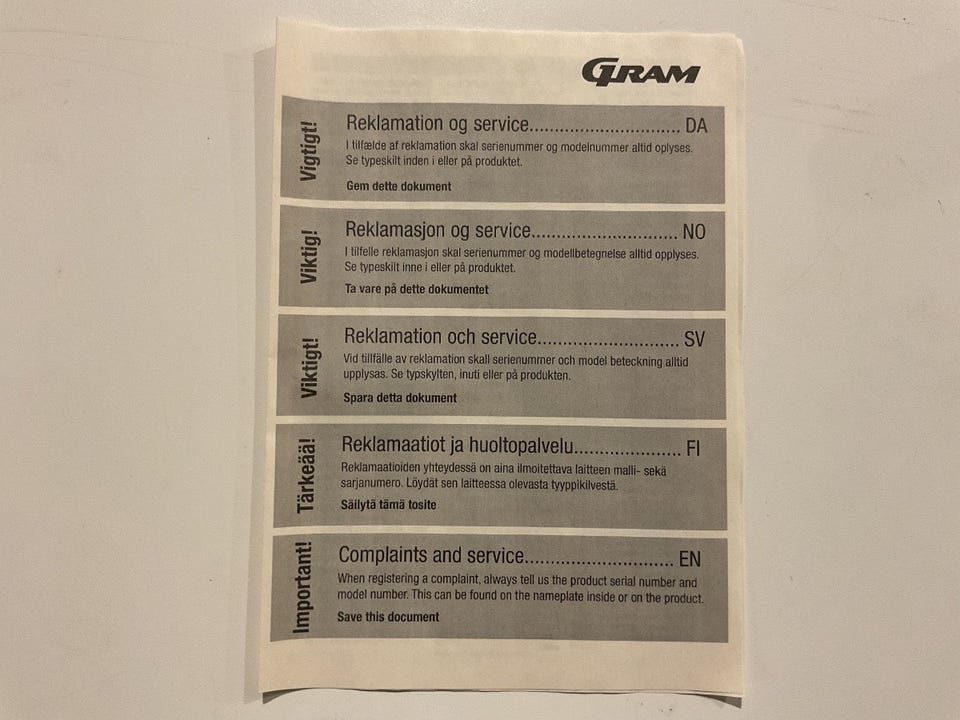 GRAM
Vigtigt!
Reklamation og service.............................. DA
I tilfælde af reklamation skal serienummer og modelnummer altid oplyses.
Se typeskilt inden i eller på produktet.
Gem dette dokument
Viktig!
Reklamasjon og service............................. NO
I tilfelle reklamasjon skal serienummer og modellbetegnelse alltid opplyses.
Se typeskilt inne i eller på produktet.
Ta vare på dette dokumentet
Viktigt!
Reklamation och service............................ SV
Vid tillfälle av reklamation skall serienummer och model beteckning alltid
upplysas. Se typskylten, inuti eller på produkten.
Spara detta dokument
Tärkeää!
Reklamaatiot ja huoltopalvelu..................... FI
Reklamaatioiden yhteydessä on aina ilmoitettava laitteen malli- sekä
sarjanumero. Löydät sen laitteessa olevasta tyyppikilvestä.
Säilytä tämä tosite
Important!
Complaints and service............................. EN
When registering a complaint, always tell us the product serial number and
model number. This can be found on the nameplate inside or on the product.
Save this document